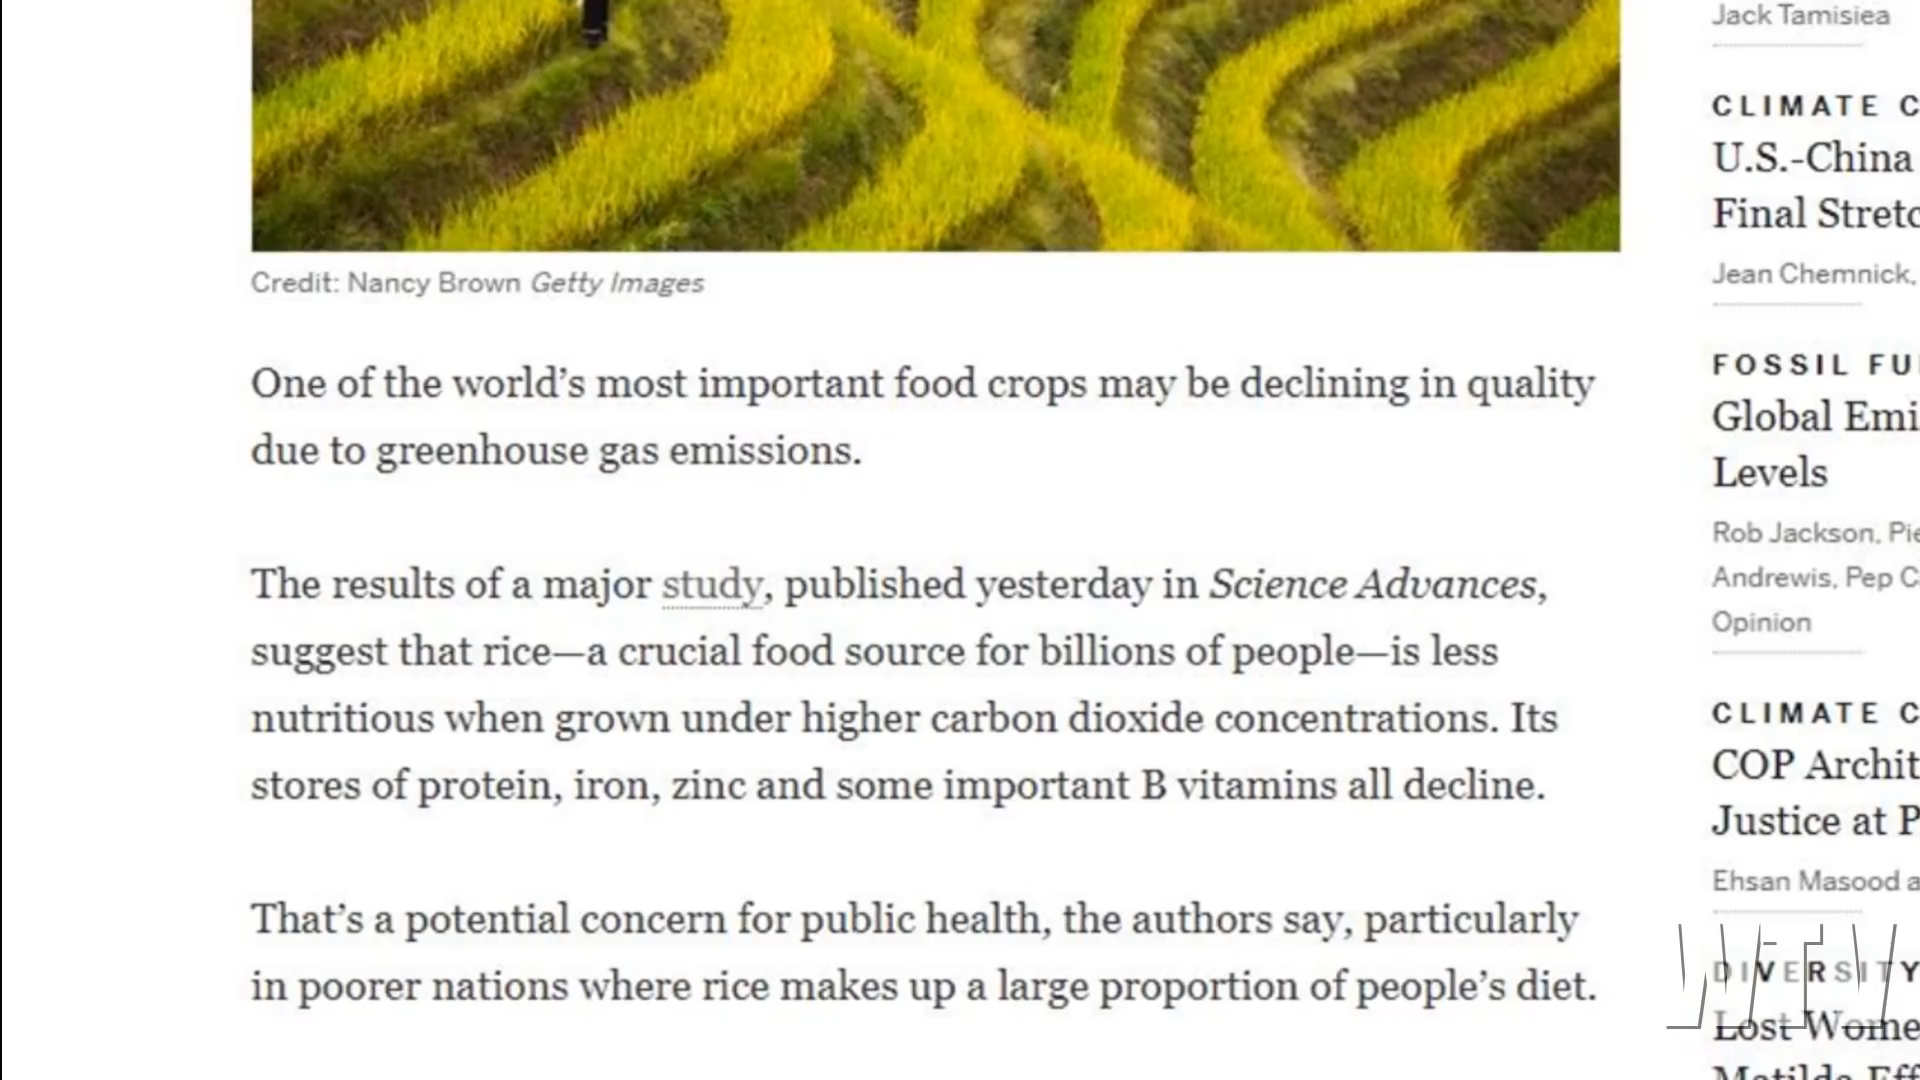 Credit: Nancy Brown Getty Images
One of the world’s most important food crops may be declining in quality
due to greenhouse gas emissions.
The results of a major study, published yesterday in Science Advances,
suggest that rice—a crucial food source for billions of people—is less
nutritious when grown under higher carbon dioxide concentrations. Its
stores of protein, iron, zinc and some important B vitamins all decline.
That’s a potential concern for public health, the authors say, particularly
in poorer nations where rice makes up a large proportion of people’s diet.
Jack Tamisiea
CLIMATE C
U.S.-China
Final Stretc
Jean Chemnick,
FOSSIL FU
Global Emi
Levels
Rob Jackson, Pie
Andrewis, Pep C
Opinion
CLIMATE C
COP Archit
Justice at P
Ehsan Masood a
DIVERSITY
Lost Wome
Matilda Eff
WTV